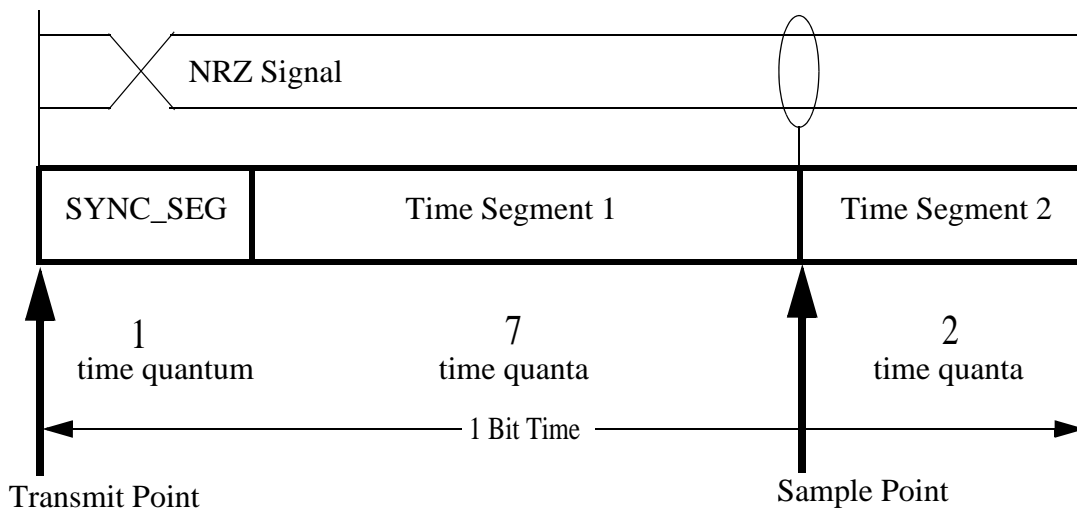 NRZ Signal
SYNC_SEG
Time Segment 1
Time Segment 2
1
time quantum
7
time quanta
2
time quanta
1 Bit Time
Transmit Point
Sample Point